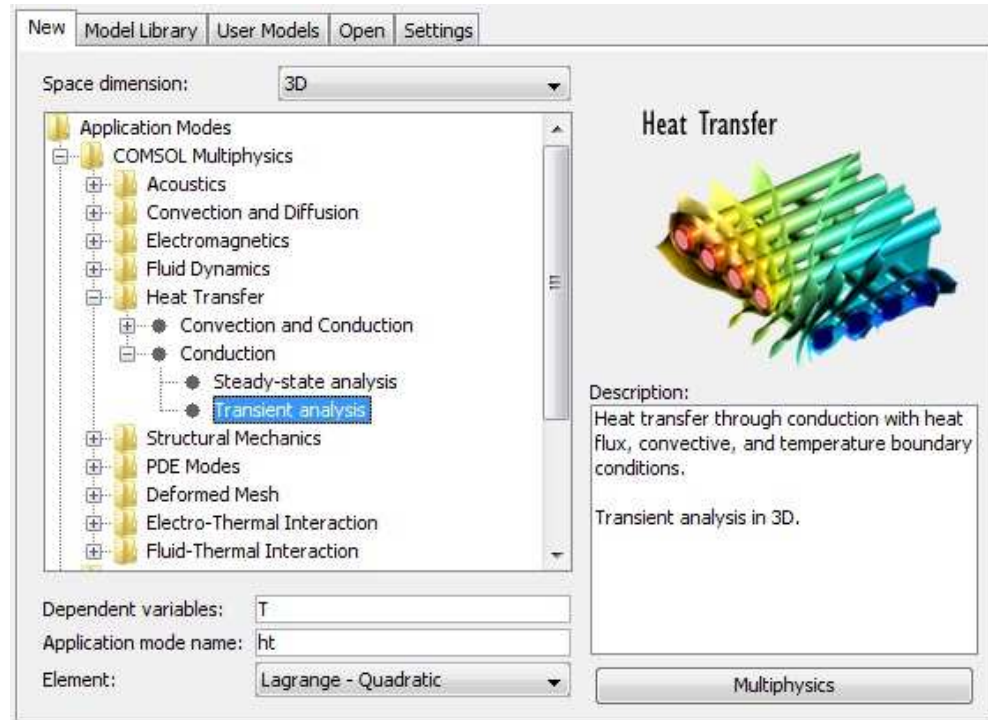 New Model Library User Models Open Settings
Space dimension: 3D
Application Modes
COMSOL Multiphysics
Acoustics
Convection and Diffusion
Electromagnetics
Fluid Dynamics
Heat Transfer
Convection and Conduction
Conduction
Steady-state analysis
Transient analysis
Structural Mechanics
PDE Modes
Deformed Mesh
Electro-Thermal Interaction
Fluid-Thermal Interaction
Dependent variables: T
Application mode name: ht
Element: Lagrange - Quadratic
Heat Transfer
Description:
Heat transfer through conduction with heat
flux, convective, and temperature boundary
conditions.
Transient analysis in 3D.
Multiphysics